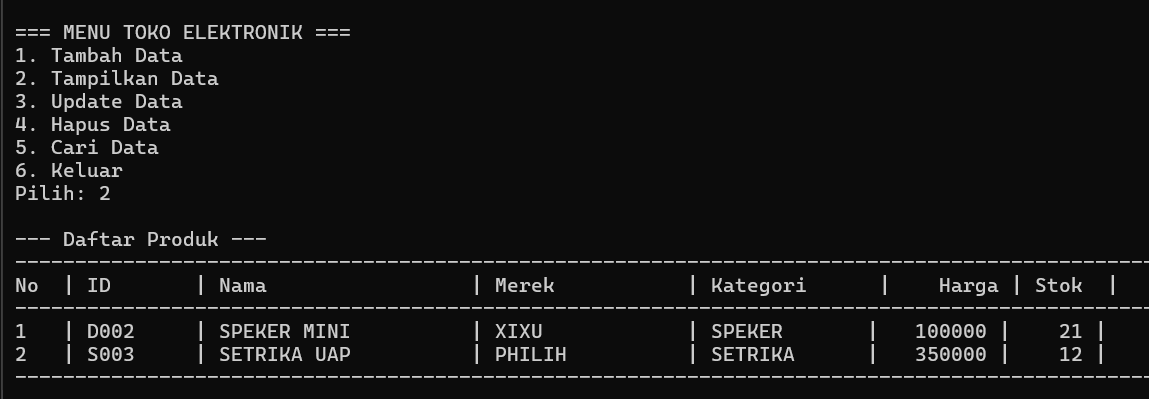 === MENU TOKO ELEKTRONIK ===
1. Tambah Data
2. Tampilkan Data
3. Update Data
4. Hapus Data
5. Cari Data
6. Keluar
Pilih: 2
--- Daftar Produk ---
-----------------------------------------------------------------------------------------------
No  | ID       | Nama                 | Merek           | Kategori      |    Harga | Stok  |
-----------------------------------------------------------------------------------------------
1   | D002     | SPEKER MINI          | XIXU            | SPEKER       |   100000 |    21 |
2   | S003     | SETRIKA UAP          | PHILIH          | SETRIKA      |   350000 |    12 |
-----------------------------------------------------------------------------------------------